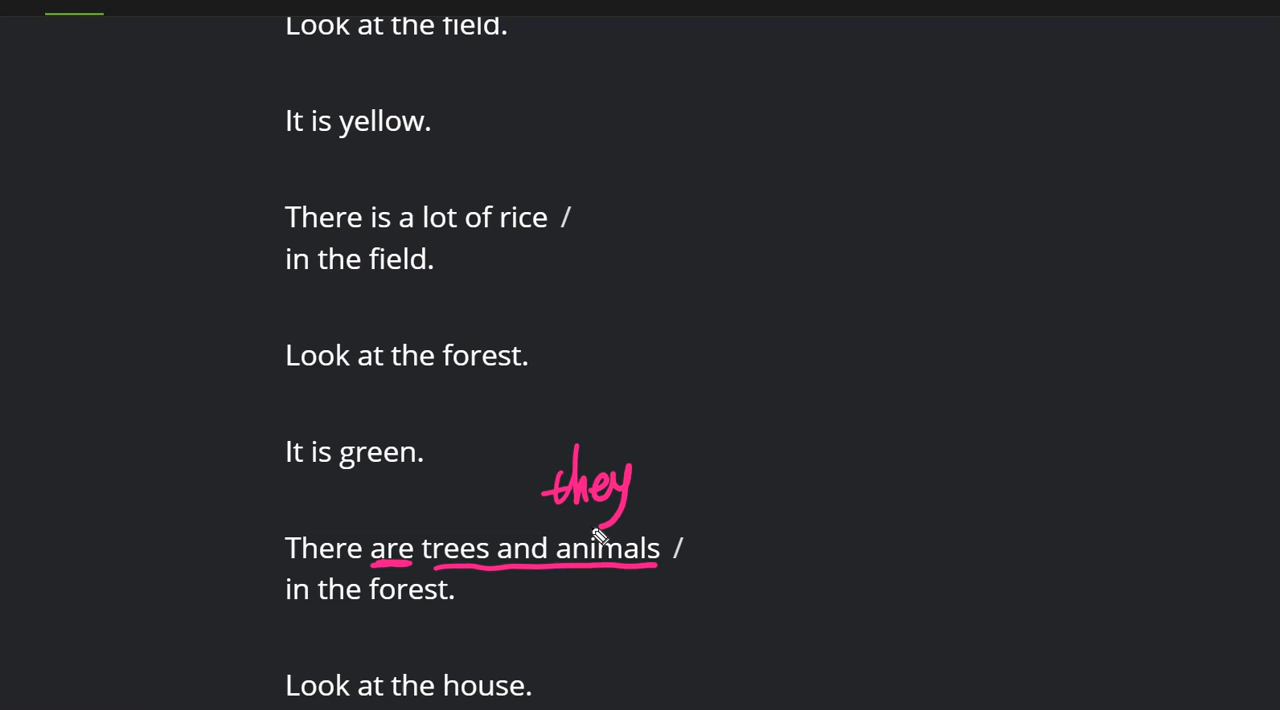 Look at the field.
It is yellow.
There is a lot of rice /
in the field.
Look at the forest.
It is green.
they
There are trees and animals /
in the forest.
Look at the house.